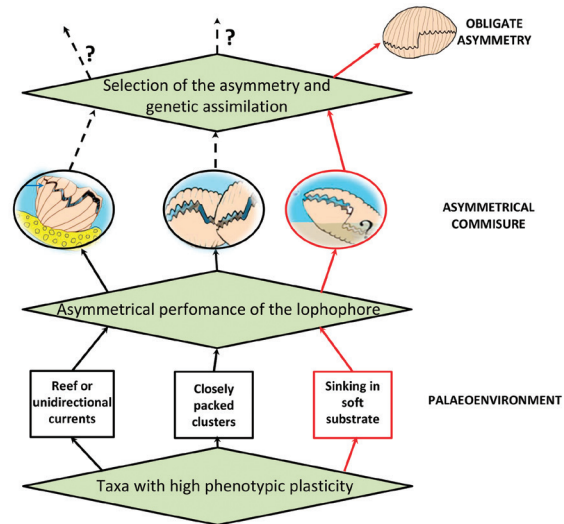 OBLIGATE
ASYMMETRY
?
?
Selection of the asymmetry and
genetic assimilation
ASYMMETRICAL
COMMISURE
?
Asymmetrical perfomance of the lophophore
Reef or
unidirectional
currents
Closely
packed
clusters
Sinking in
soft
substrate
PALAEOENVIRONMENT
Taxa with high phenotypic plasticity